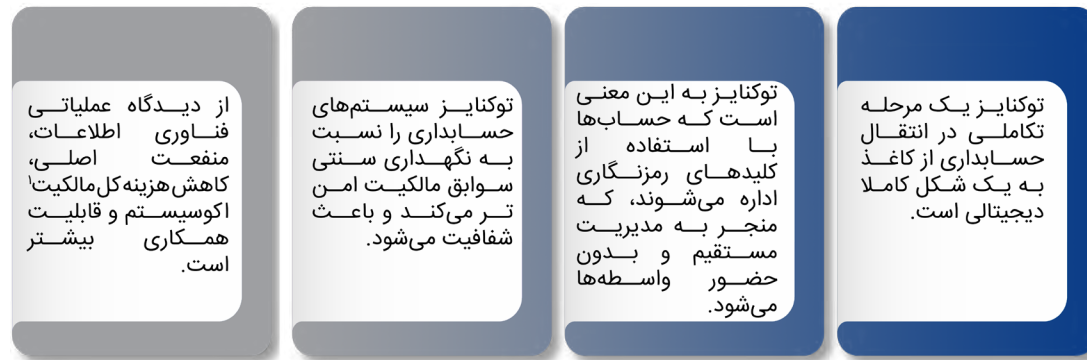 توکنایز یک مرحله
تکاملی در انتقال
حسابداری از کاغذ
به یک شکل کاملا
دیجیتالی است.
توکنایز به این معنی
است که حساب‌ها
با استفاده از
کلیدهای رمزنگاری
اداره می‌شوند، که
منجر به مدیریت
مستقیم و بدون
حضور واسطه‌ها
می‌شود.
توکنایز سیستم‌های
حسابداری را نسبت
به نگهداری سنتی
سوابق مالکیت امن
تر می‌کند و باعث
شفافیت می‌شود.
از دیدگاه عملیاتی
فناوری اطلاعات،
منفعت اصلی،
کاهش هزینه کل مالکیت۱
اکوسیستم و قابلیت
همکاری بیشتر
است.